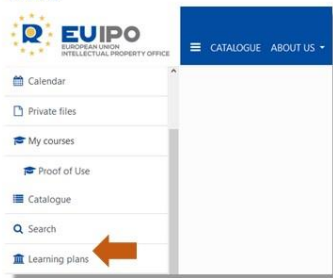 EUIPO
EUROPEAN UNION
INTELLECTUAL PROPERTY OFFICE
CATALOGUE ABOUT US
Calendar
Private files
My courses
Proof of Use
Catalogue
Search
Learning plans